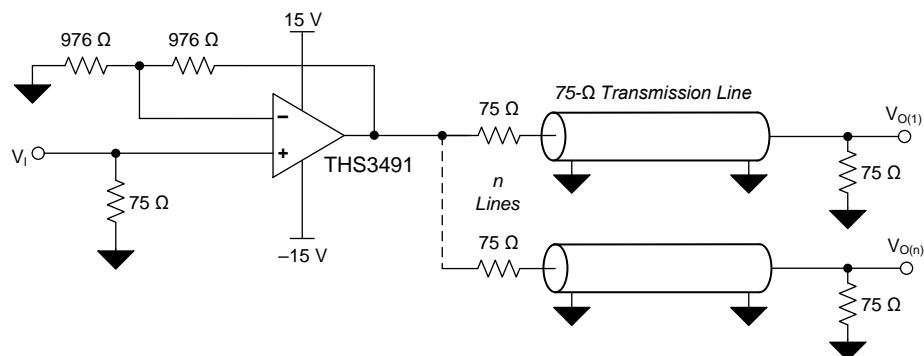 15 V
976 Ω
976 Ω
75-Ω Transmission Line
75 Ω
VO(1)
VI
THS3491
75 Ω
n
Lines
75 Ω
–15 V
75 Ω
VO(n)
75 Ω